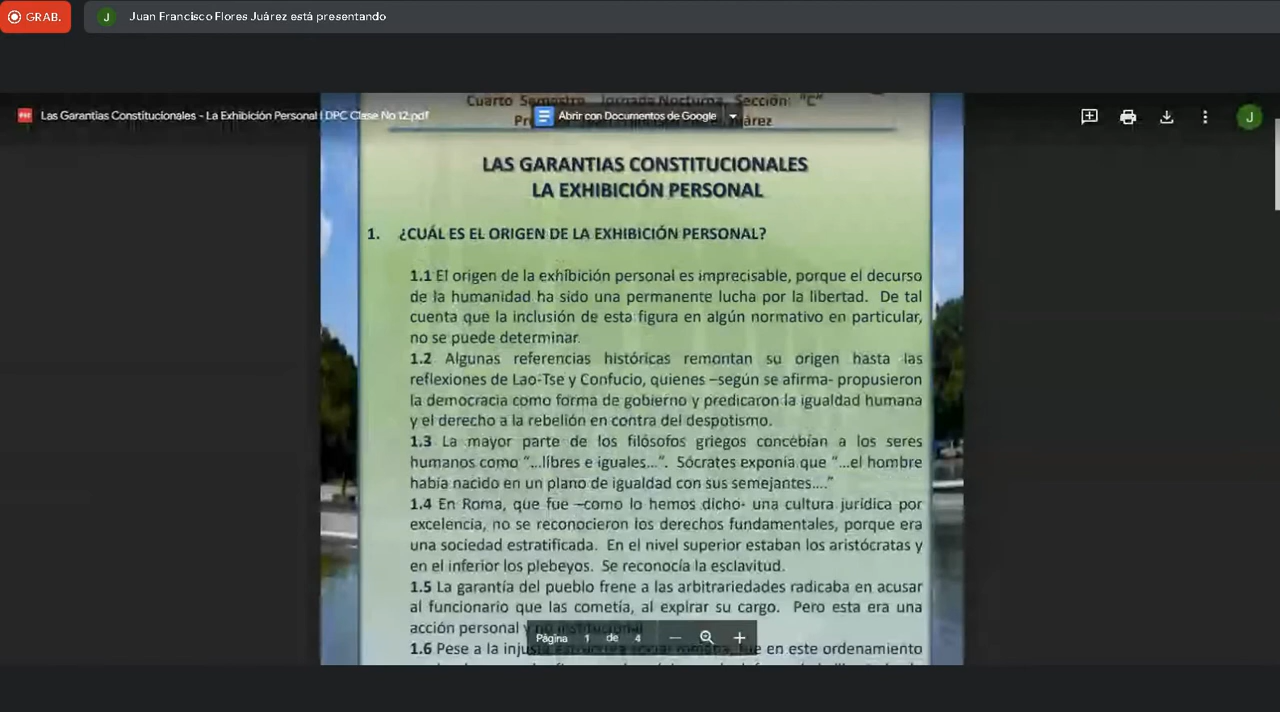 GRAB.
J
Juan Francisco Flores Juárez está presentando
Cuarto Semestre Jornada Nocturna, Sección: "C"
Las Garantias Constitucionales - La Exhibición Personal | DPC Clase No 12.pdf
Abrir con Documentos de Google
J
LAS GARANTIAS CONSTITUCIONALES
LA EXHIBICIÓN PERSONAL
1. ¿CUÁL ES EL ORIGEN DE LA EXHIBICIÓN PERSONAL?
1.1 El origen de la exhibición personal es imprecisable, porque el decurso
de la humanidad ha sido una permanente lucha por la libertad. De tal
cuenta que la inclusión de esta figura en algún normativo en particular,
no se puede determinar.
1.2 Algunas referencias históricas remontan su origen hasta las
reflexiones de Lao-Tse y Confucio, quienes –según se afirma- propusieron
la democracia como forma de gobierno y predicaron la igualdad humana
y el derecho a la rebelión en contra del despotismo.
1.3 La mayor parte de los filósofos griegos concebían a los seres
humanos como "...libres e iguales...". Sócrates exponía que "...el hombre
había nacido en un plano de igualdad con sus semejantes...."
1.4 En Roma, que fue –como lo hemos dicho- una cultura jurídica por
excelencia, no se reconocieron los derechos fundamentales, porque era
una sociedad estratificada. En el nivel superior estaban los aristócratas y
en el inferior los plebeyos. Se reconocía la esclavitud.
1.5 La garantía del pueblo frene a las arbitrariedades radicaba en acusar
al funcionario que las cometía, al expirar su cargo. Pero esta era una
acción personal y no institucional
Página 1 de 4
1.6 Pese a la injusta estructura social romana, fue en este ordenamiento